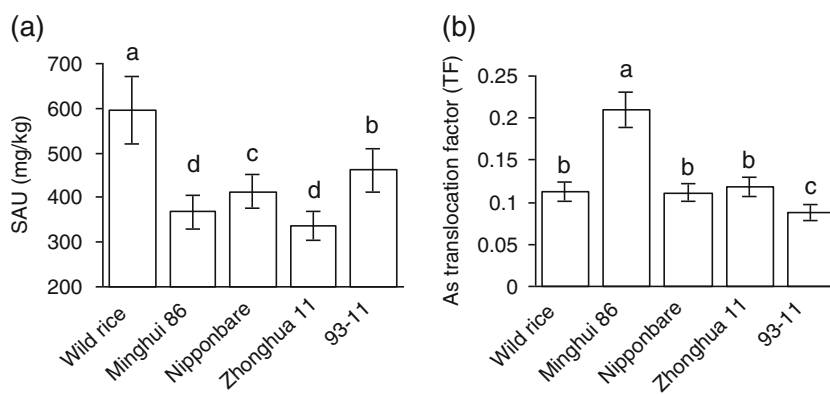 (a)
SAU (mg/kg)
700
600
500
400
300
200
a
d
c
d
b
Wild rice
Minghui 86
Nipponbare
Zhonghua 11
93-11
(b)
As translocation factor (TF)
0.25
0.2
0.15
0.1
0.05
0
b
a
b
b
c
Wild rice
Minghui 86
Nipponbare
Zhonghua 11
93-11